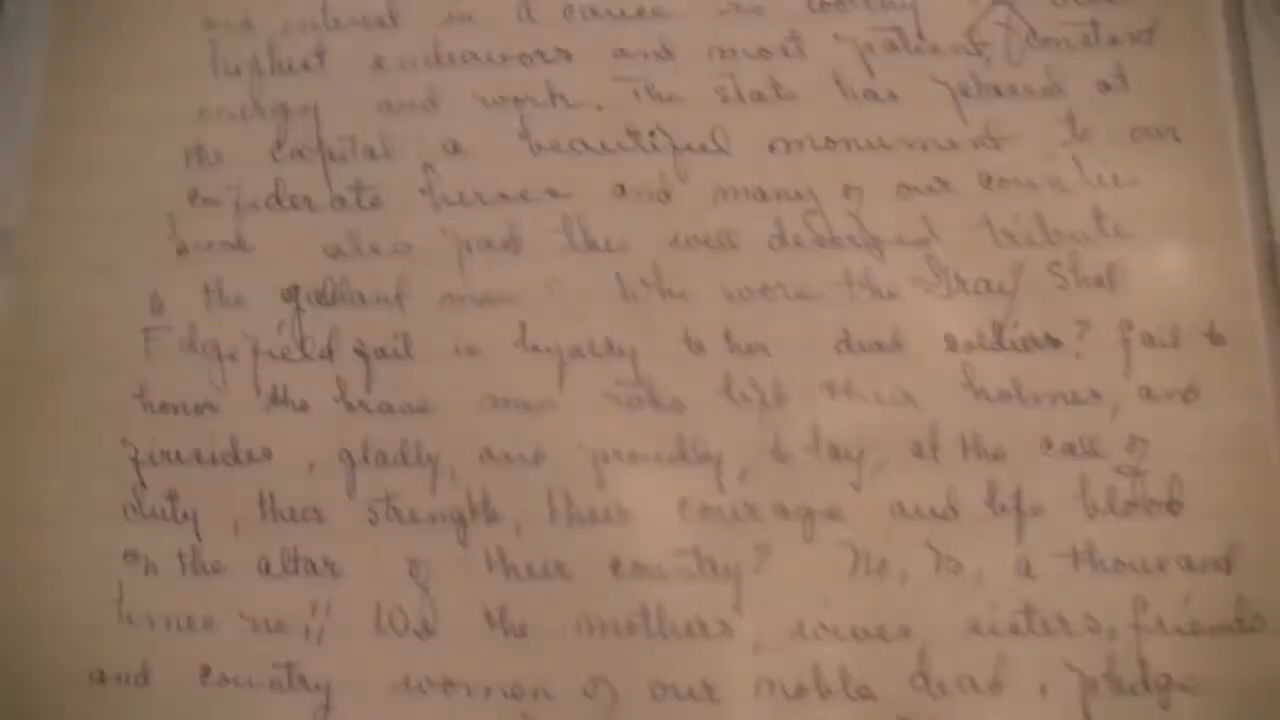 and interest in a cause so worthy
highest endeavors and most patient, & constant
energy and work. The state has placed at
the capital a beautiful monument to our
confederate heroes and many of our counties
have also paid the well deserved tribute
to the gallant men who wore the Gray Shal
Edgefield fail in loyalty to her dead soldiers? fail to
honor the brave men who left their holmes, and
firesides, gladly, and proudly, to lay, at the call of
duty, their strength, their courage and life blood
on the altar of their country? No, No, a thousand
times no!! We the mothers, wives, sisters, friends
and country women of our noble dead, pledge